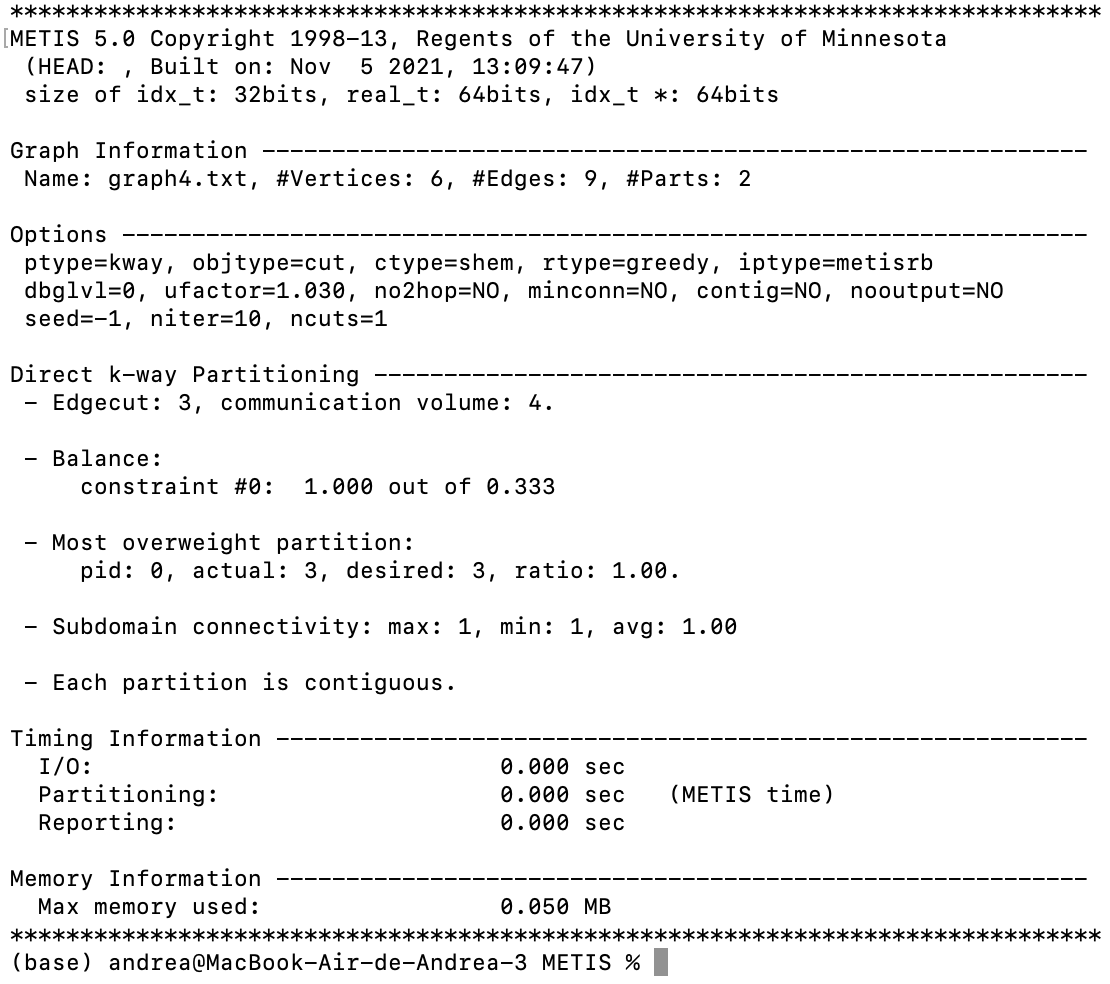 ******************************************************************************
METIS 5.0 Copyright 1998-13, Regents of the University of Minnesota
 (HEAD: , Built on: Nov  5 2021, 13:09:47)
 size of idx_t: 32bits, real_t: 64bits, idx_t *: 64bits

Graph Information -----------------------------------------------------------
 Name: graph4.txt, #Vertices: 6, #Edges: 9, #Parts: 2

Options ---------------------------------------------------------------------
 ptype=kway, objtype=cut, ctype=shem, rtype=greedy, iptype=metisrb
 dbglvl=0, ufactor=1.030, no2hop=NO, minconn=NO, contig=NO, nooutput=NO
 seed=-1, niter=10, ncuts=1

Direct k-way Partitioning ---------------------------------------------------
 - Edgecut: 3, communication volume: 4.

 - Balance:
     constraint #0:  1.000 out of 0.333

 - Most overweight partition:
     pid: 0, actual: 3, desired: 3, ratio: 1.00.

 - Subdomain connectivity: max: 1, min: 1, avg: 1.00

 - Each partition is contiguous.

Timing Information ----------------------------------------------------------
  I/O:                             0.000 sec
  Partitioning:                    0.000 sec   (METIS time)
  Reporting:                       0.000 sec

Memory Information ----------------------------------------------------------
  Max memory used:                 0.050 MB
******************************************************************************
(base) andrea@MacBook-Air-de-Andrea-3 METIS %